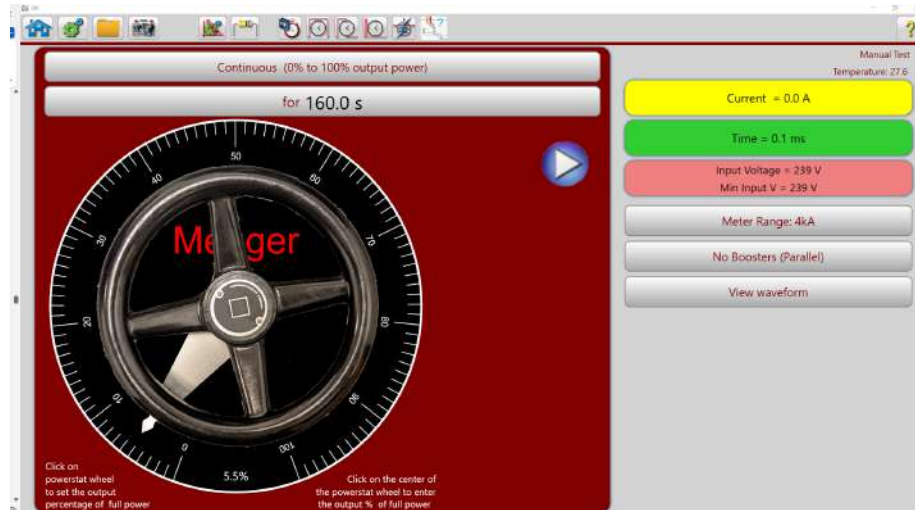 Manual Test
Temperature: 27.6
Continuous (0% to 100% output power)
for 160.0 s
Current = 0.0 A
Time = 0.1 ms
Input Voltage = 239 V
Min Input V = 239 V
Meter Range: 4kA
No Boosters (Parallel)
View waveform
50
40
60
30
70
20
80
10
90
0
100
5.5%
Click on
powerstat wheel
to set the output
percentage of full power
Click on the center of
the powerstat wheel to enter
the output % of full power